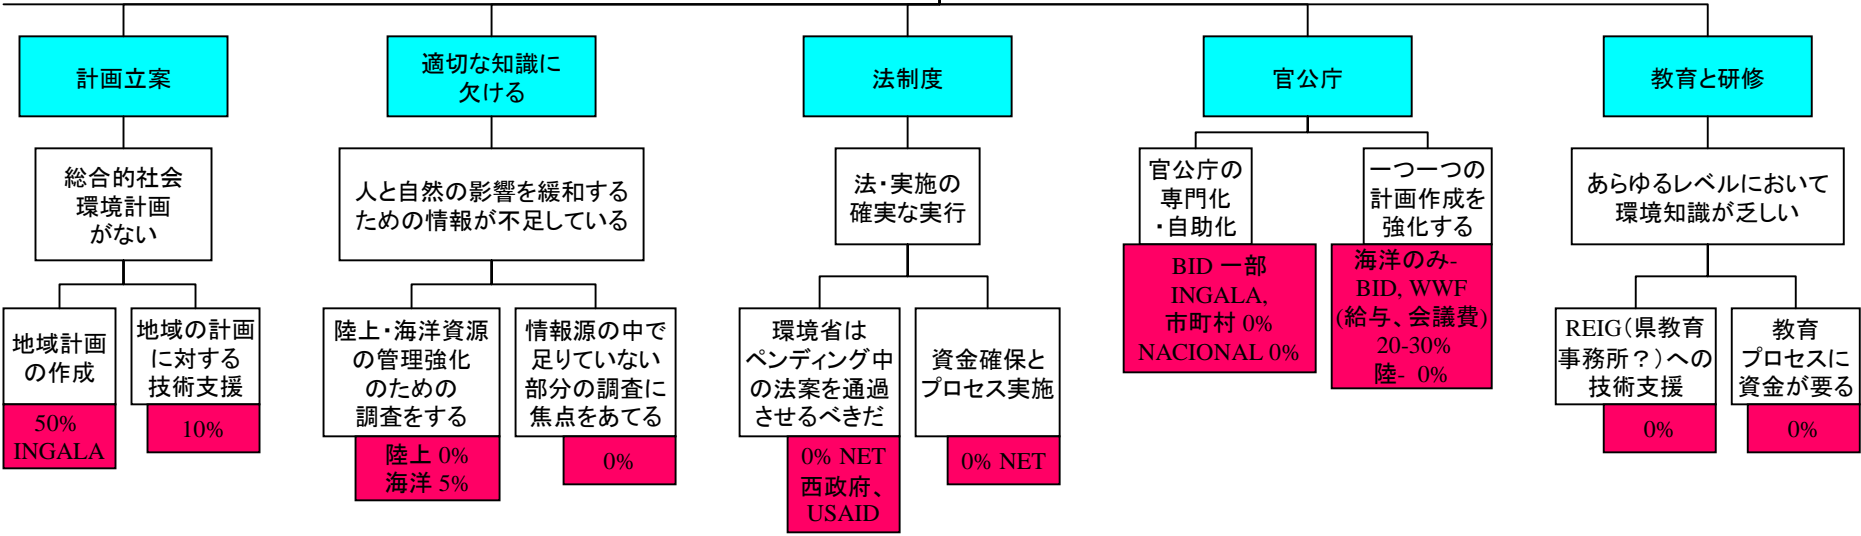 計画立案
適切な知識に
欠ける
法制度
官公庁
教育と研修
総合的社会
環境計画
がない
人と自然の影響を緩和する
ための情報が不足している
法・実施の
確実な実行
官公庁の
専門化
・自助化
一つ一つの
計画作成を
強化する
あらゆるレベルにおいて
環境知識が乏しい
BID 一部
INGALA,
市町村 0%
NACIONAL 0%
海洋のみ-
BID, WWF
(給与、会議費)
20-30%
陸- 0%
地域計画
の作成
地域の計画
に対する
技術支援
陸上・海洋資源
の管理強化
のための
調査をする
情報源の中で
足りていない
部分の調査に
焦点をあてる
環境省は
ペンディング中
の法案を通過
させるべきだ
資金確保と
プロセス実施
REIG（県教育
事務所？）への
技術支援
教育
プロセスに
資金が要る
50%
INGALA
10%
陸上 0%
海洋 5%
0%
0% NET
西政府、
USAID
0% NET
0%
0%